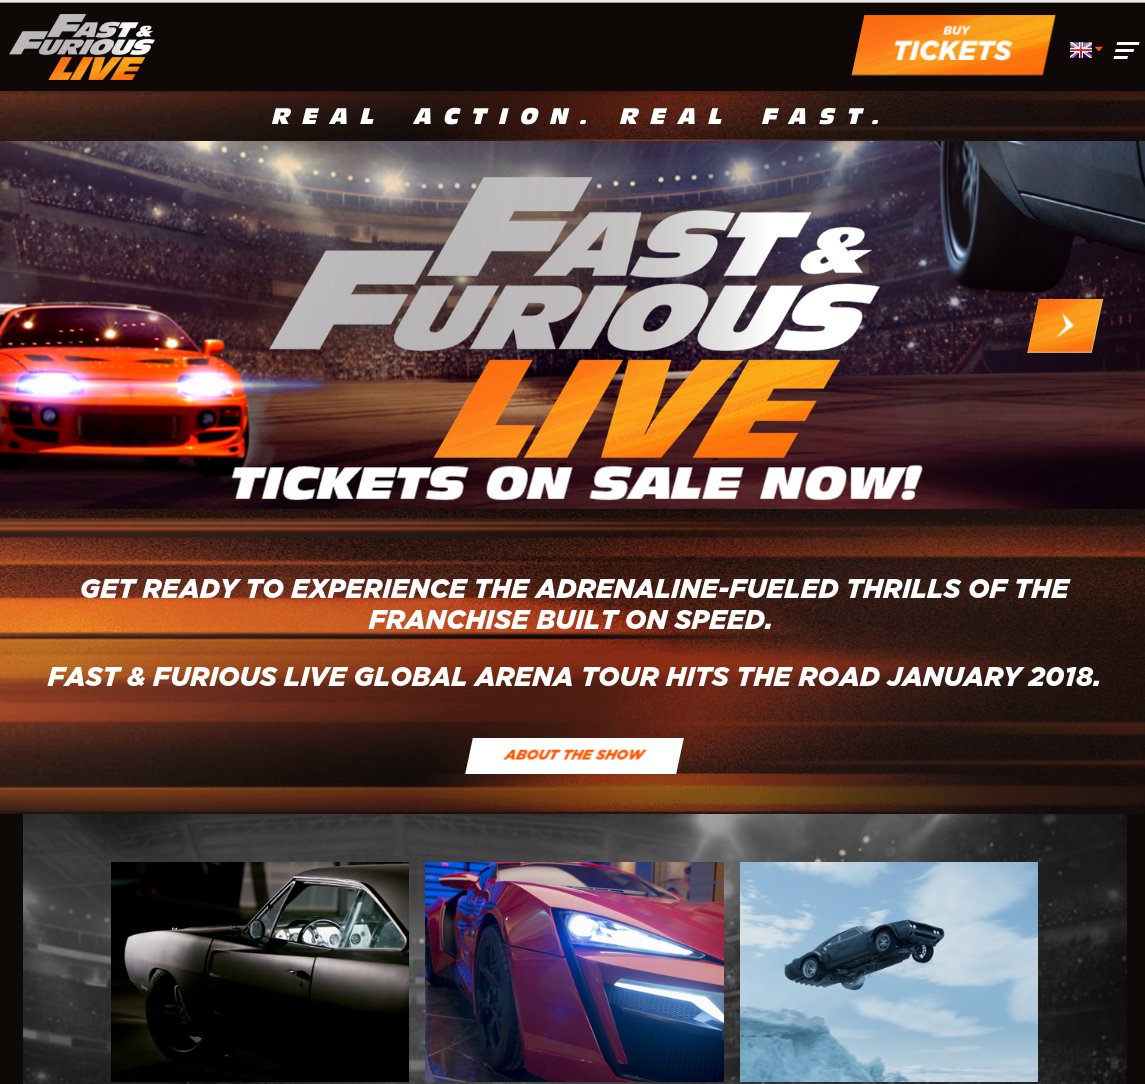 FAST &
FURIOUS
LIVE
BUY
TICKETS
REAL ACTION. REAL FAST.
FAST &
FURIOUS
LIVE
TICKETS ON SALE NOW!
GET READY TO EXPERIENCE THE ADRENALINE-FUELED THRILLS OF THE
FRANCHISE BUILT ON SPEED.
FAST & FURIOUS LIVE GLOBAL ARENA TOUR HITS THE ROAD JANUARY 2018.
ABOUT THE SHOW